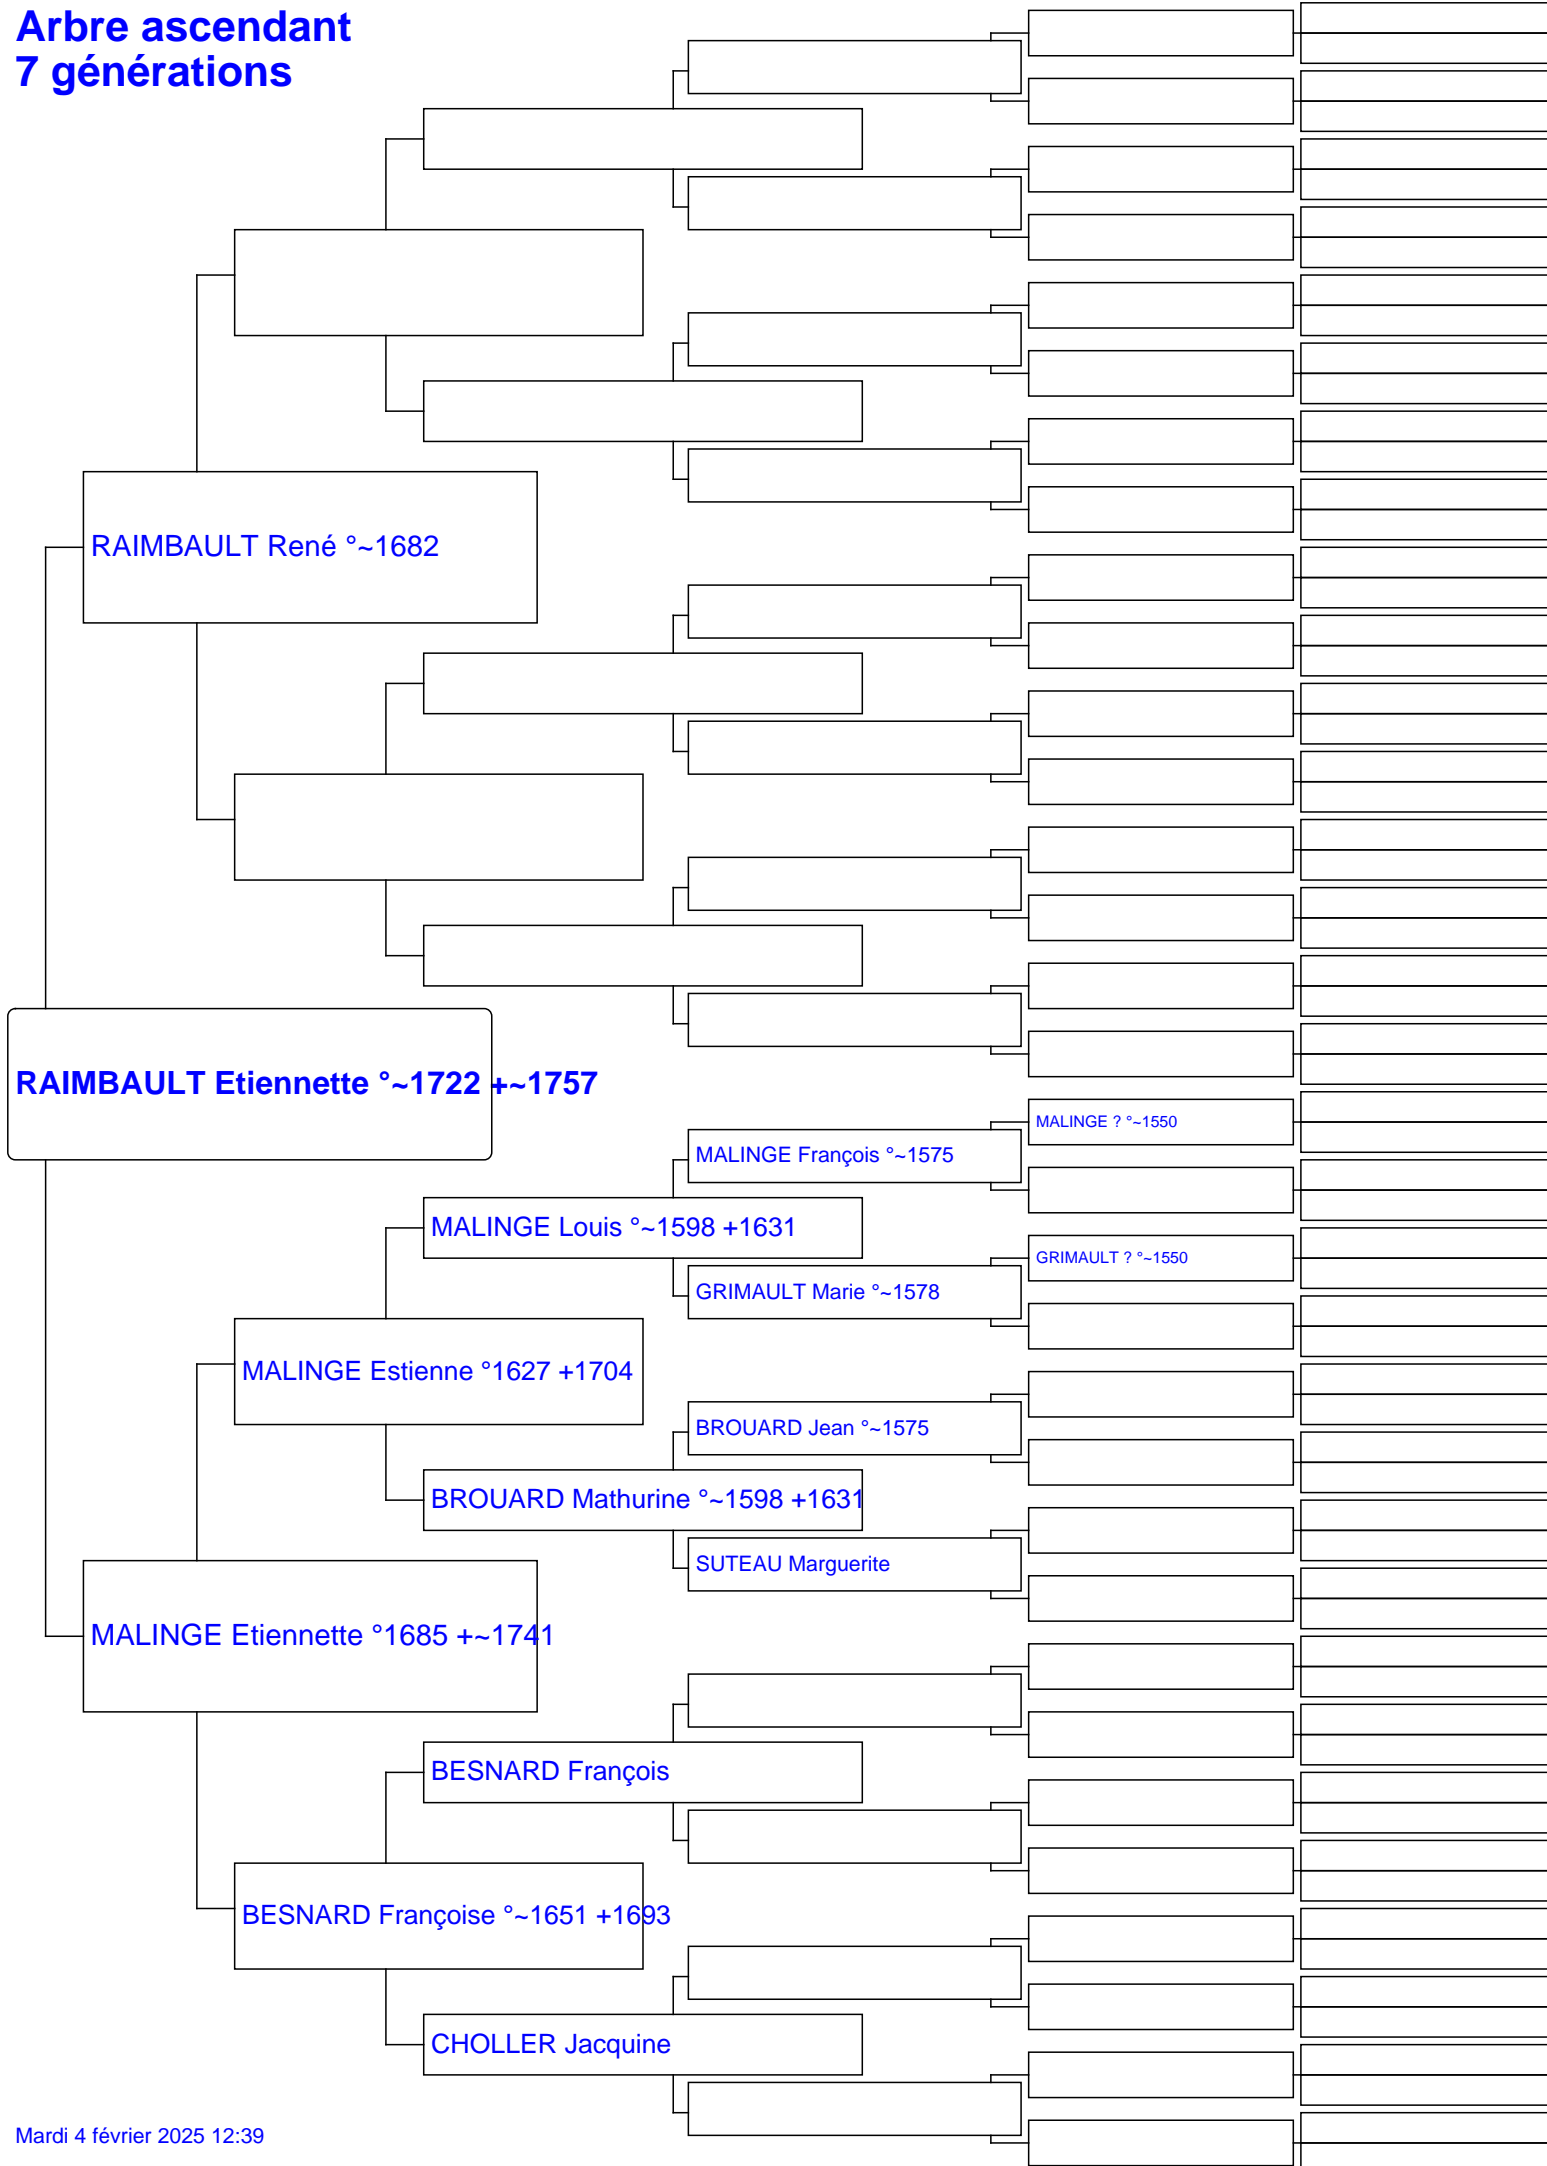 Arbre ascendant
7 générations
RAIMBAULT René °~1682
RAIMBAULT Etiennette °~1722 +~1757
MALINGE ? °~1550
MALINGE François °~1575
MALINGE Louis °~1598 +1631
GRIMAULT ? °~1550
GRIMAULT Marie °~1578
MALINGE Estienne °1627 +1704
BROUARD Jean °~1575
BROUARD Mathurine °~1598 +1631
SUTEAU Marguerite
MALINGE Etiennette °1685 +~1741
BESNARD François
BESNARD Françoise °~1651 +1693
CHOLLER Jacquine
Mardi 4 février 2025 12:39